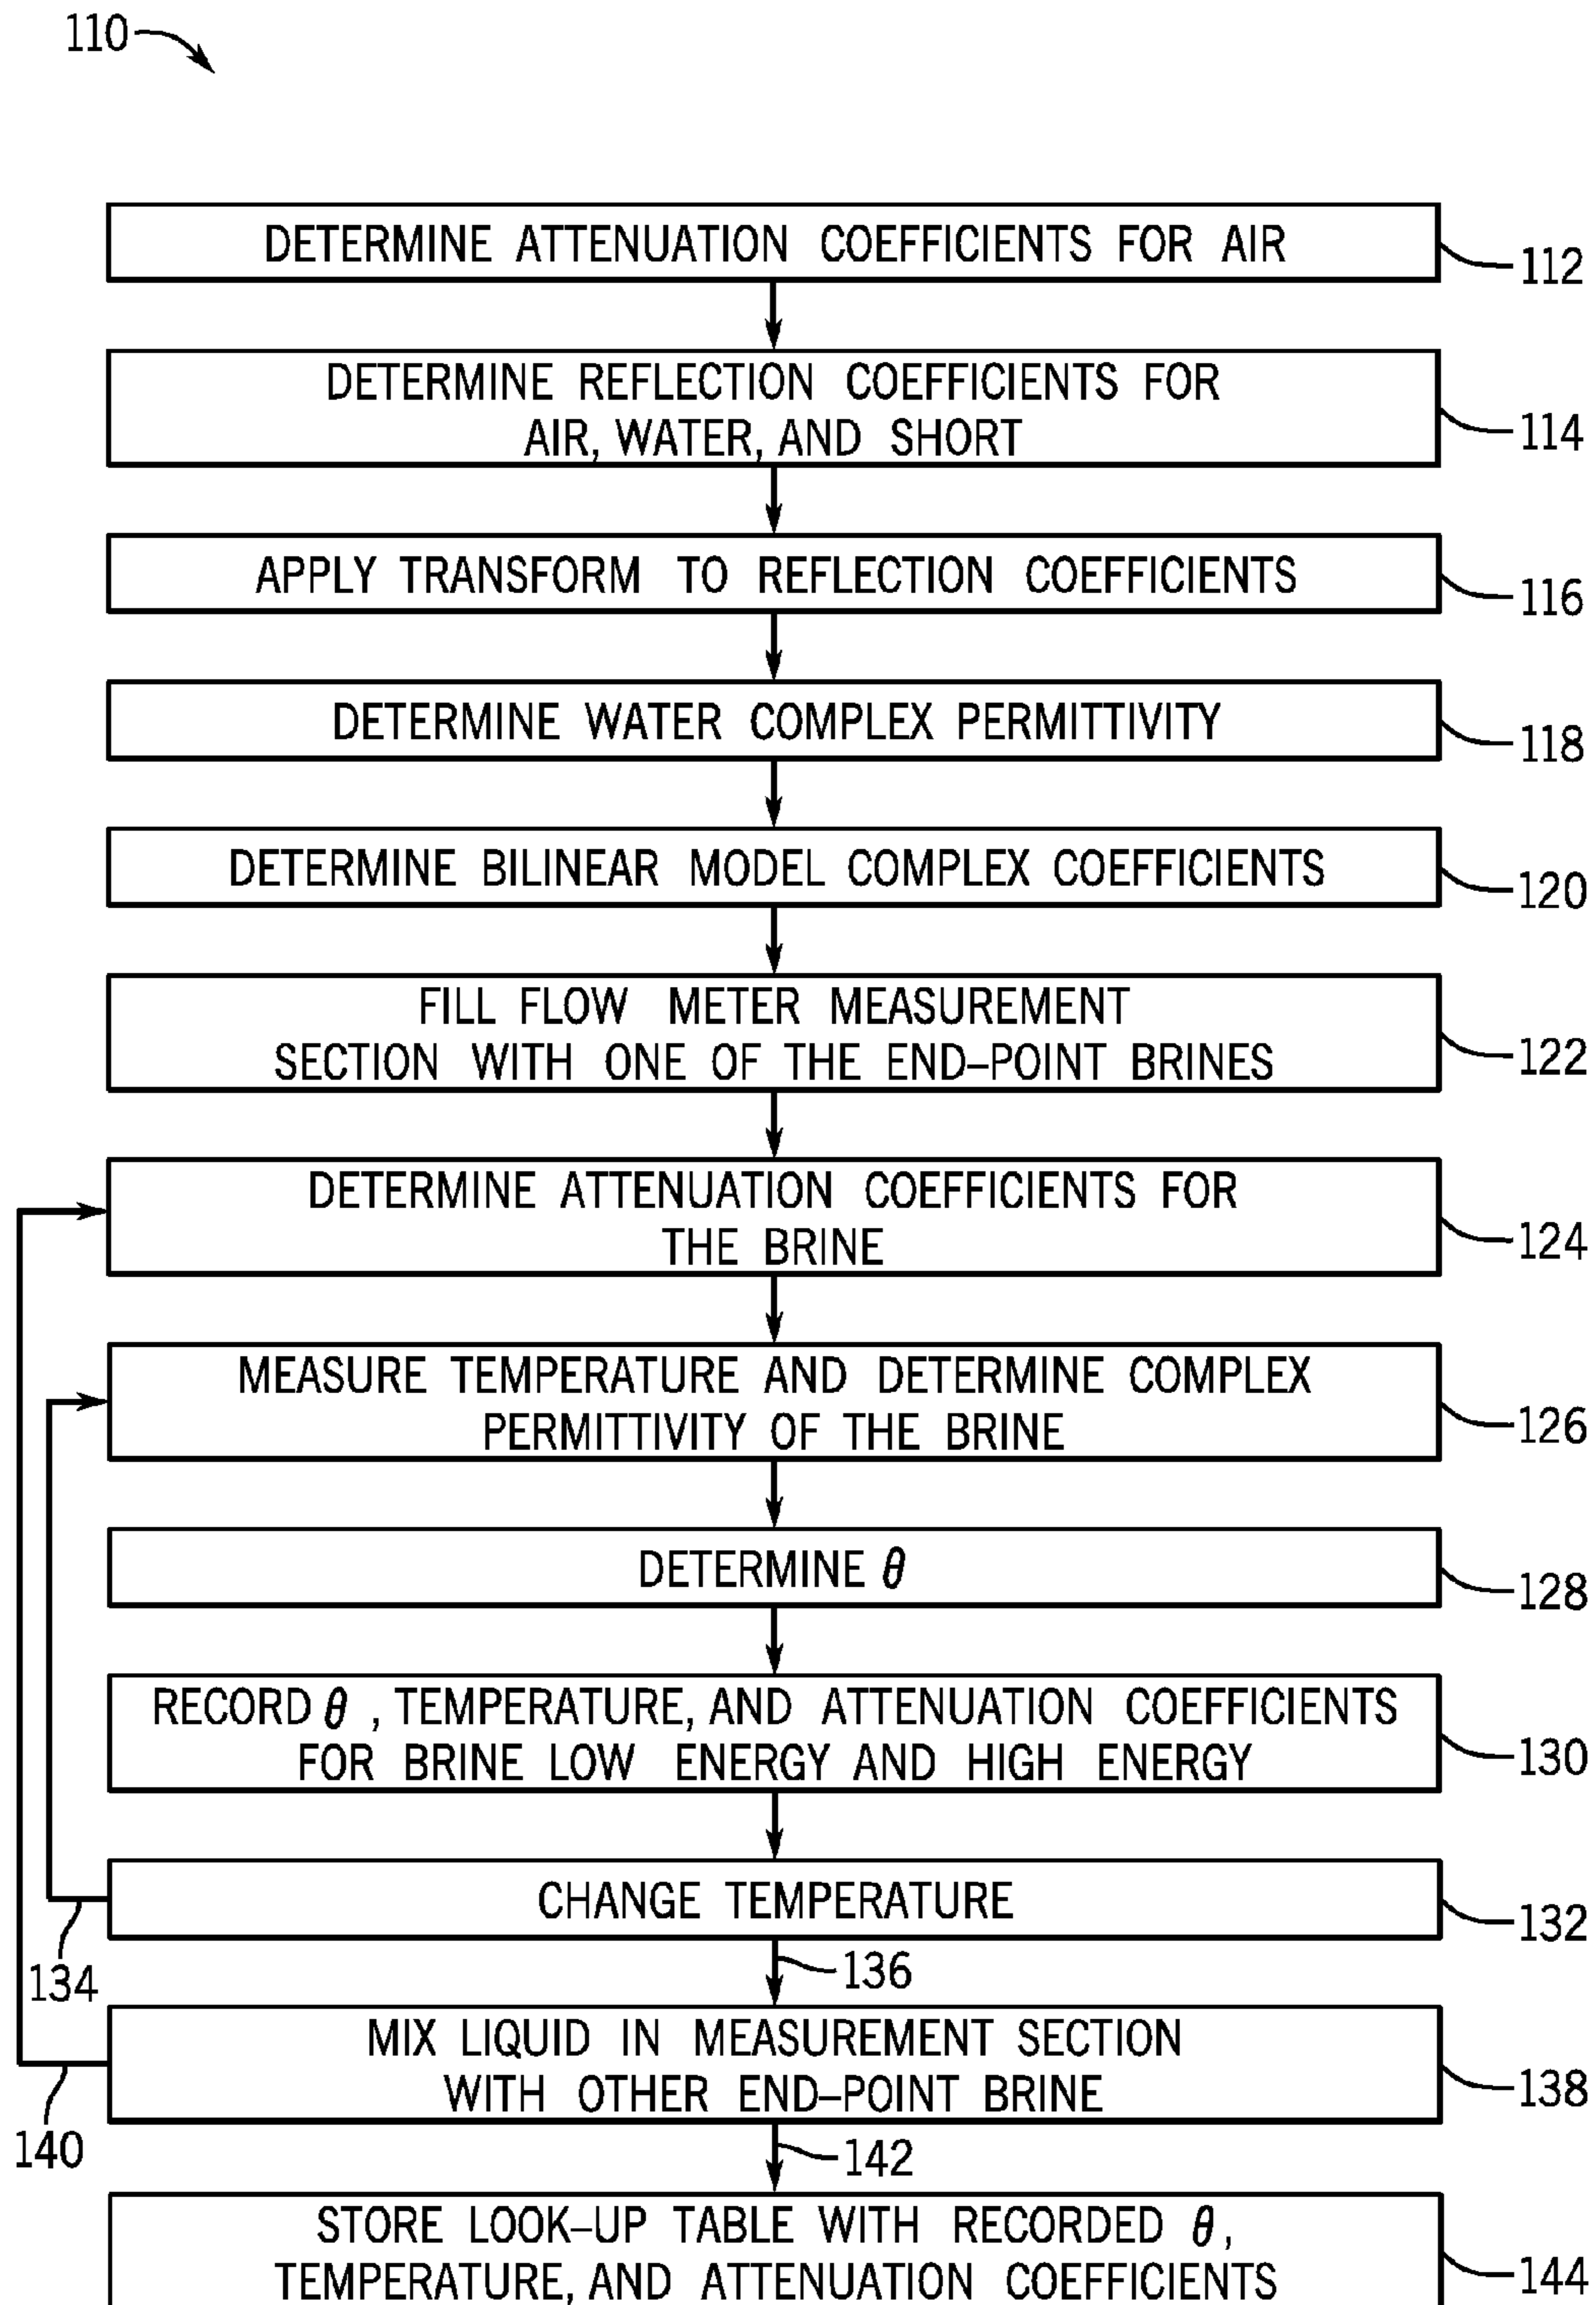 110
DETERMINE ATTENUATION COEFFICIENTS FOR AIR
112
DETERMINE REFLECTION COEFFICIENTS FOR
AIR, WATER, AND SHORT
114
APPLY TRANSFORM TO REFLECTION COEFFICIENTS
116
DETERMINE WATER COMPLEX PERMITTIVITY
118
DETERMINE BILINEAR MODEL COMPLEX COEFFICIENTS
120
FILL FLOW METER MEASUREMENT
SECTION WITH ONE OF THE END–POINT BRINES
122
DETERMINE ATTENUATION COEFFICIENTS FOR
THE BRINE
124
MEASURE TEMPERATURE AND DETERMINE COMPLEX
PERMITTIVITY OF THE BRINE
126
DETERMINE θ
128
RECORD θ , TEMPERATURE, AND ATTENUATION COEFFICIENTS
FOR BRINE LOW ENERGY AND HIGH ENERGY
130
CHANGE TEMPERATURE
132
134
136
MIX LIQUID IN MEASUREMENT SECTION
WITH OTHER END–POINT BRINE
138
140
142
STORE LOOK–UP TABLE WITH RECORDED θ ,
TEMPERATURE, AND ATTENUATION COEFFICIENTS
144